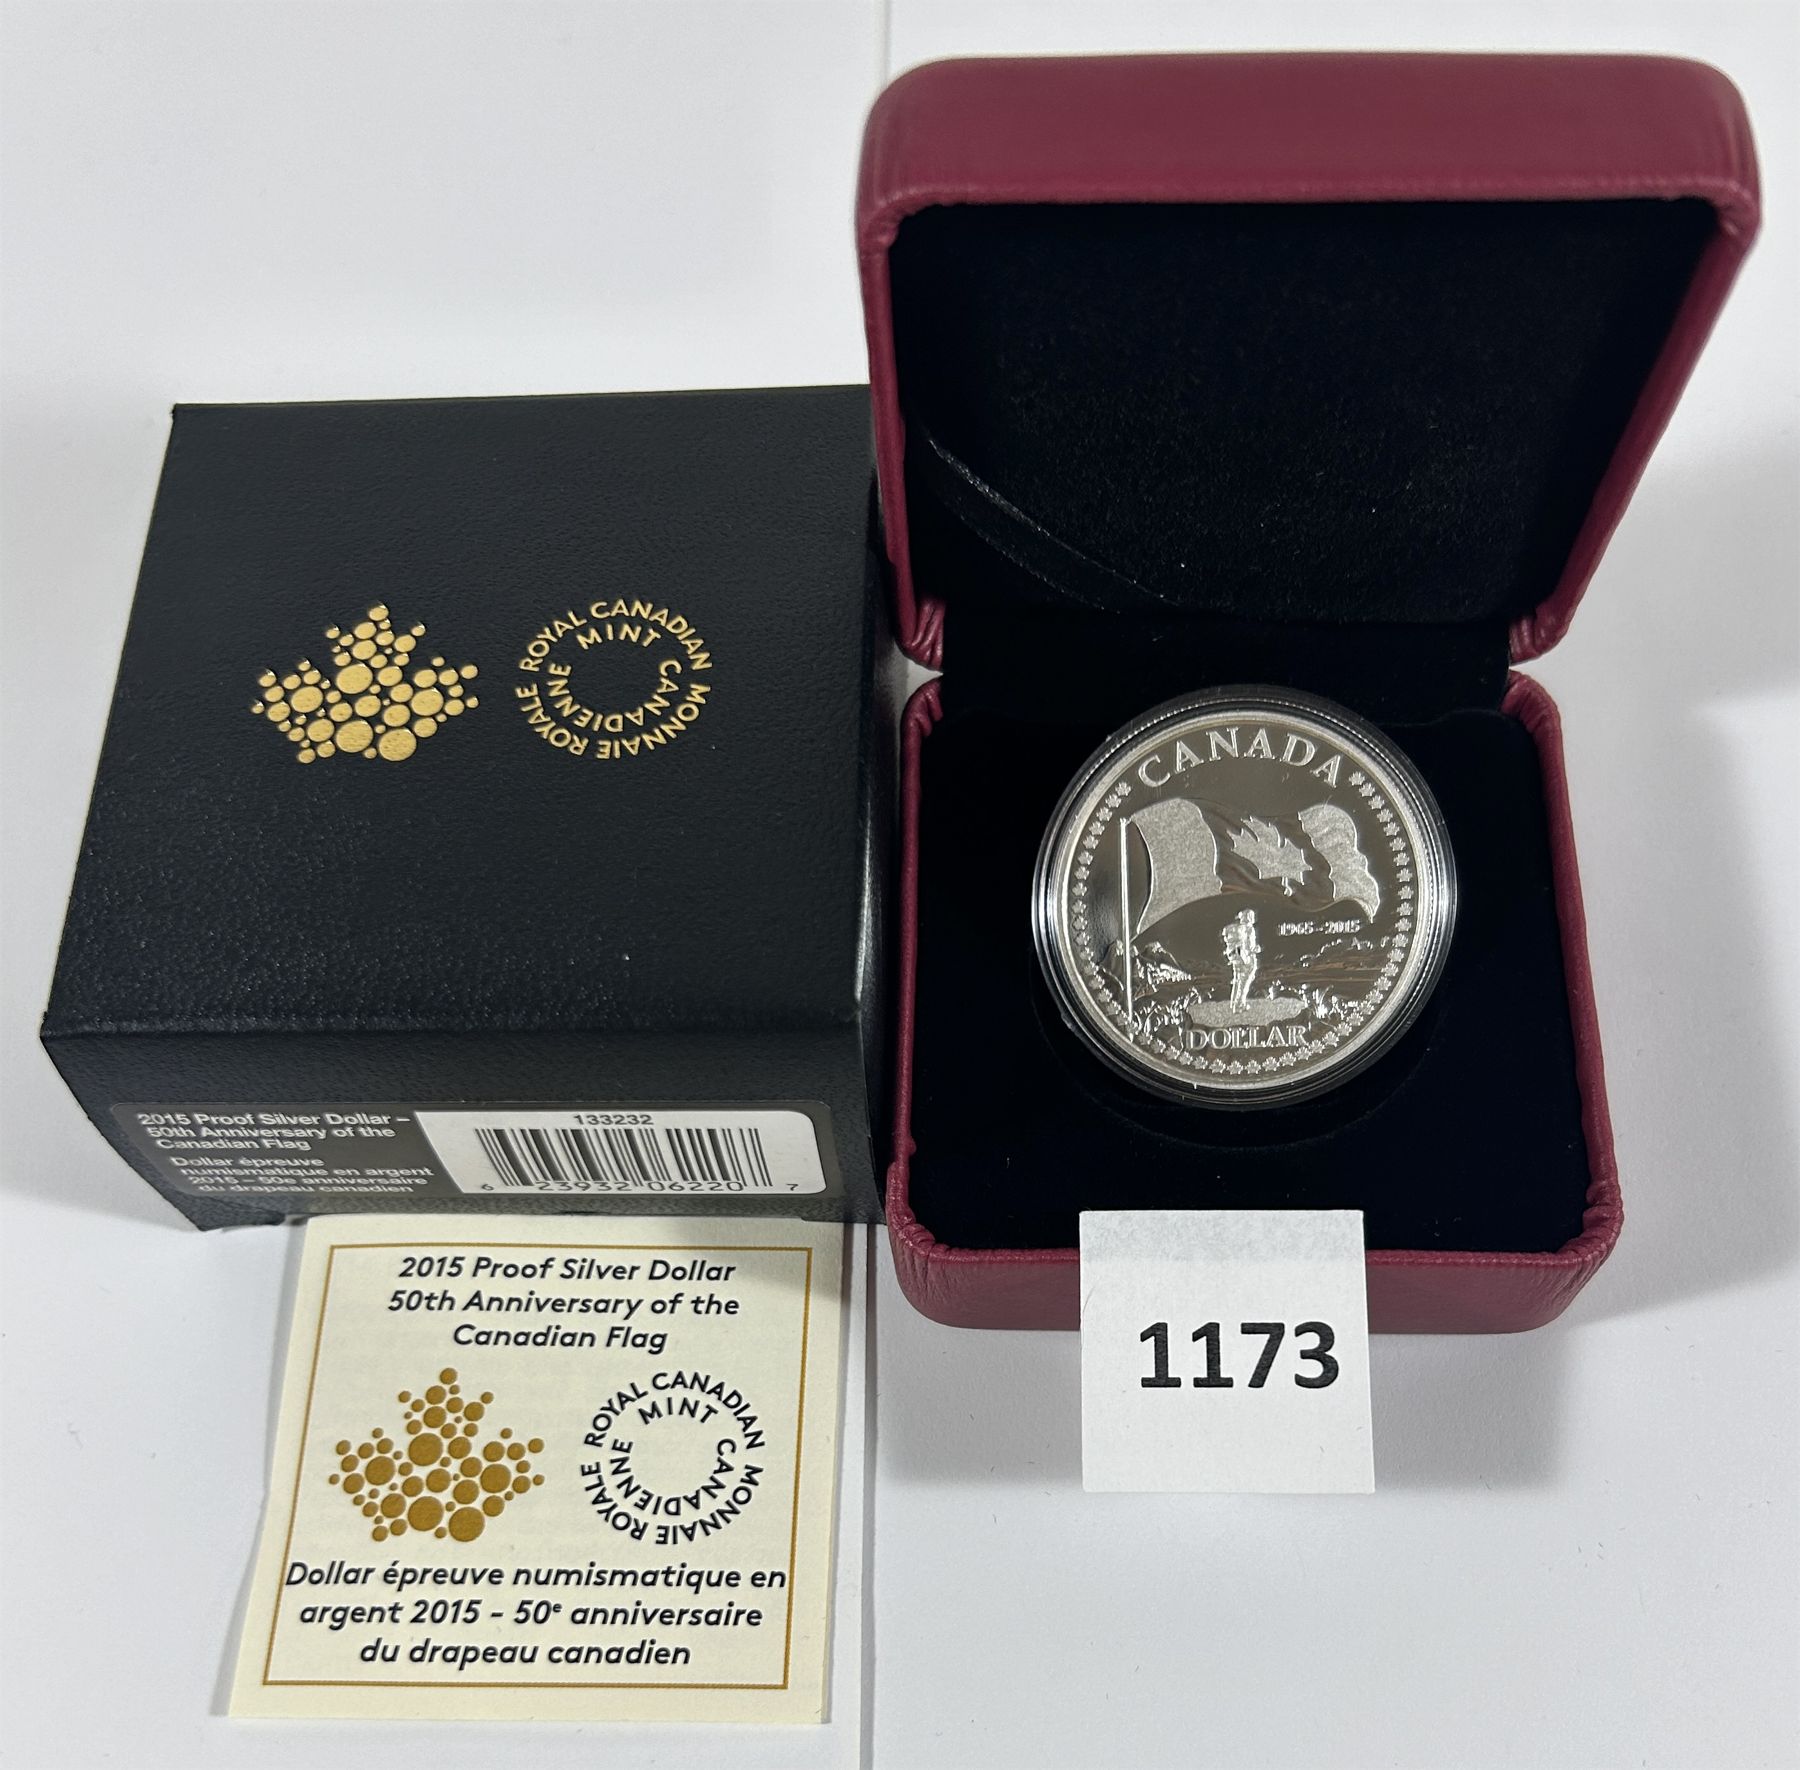 ROYAL CANADIAN MINT
MONNAIE ROYALE CANADIENNE
2015 Proof Silver Dollar –
50th Anniversary of the
Canadian Flag
Dollar épreuve
numismatique en argent
2015 – 50e anniversaire
du drapeau canadien
133232
6 23932 06220 7
CANADA
1965-2015
DOLLAR
1173
2015 Proof Silver Dollar
50th Anniversary of the
Canadian Flag
ROYAL CANADIAN MINT
MONNAIE ROYALE CANADIENNE
Dollar épreuve numismatique en
argent 2015 - 50e anniversaire
du drapeau canadien